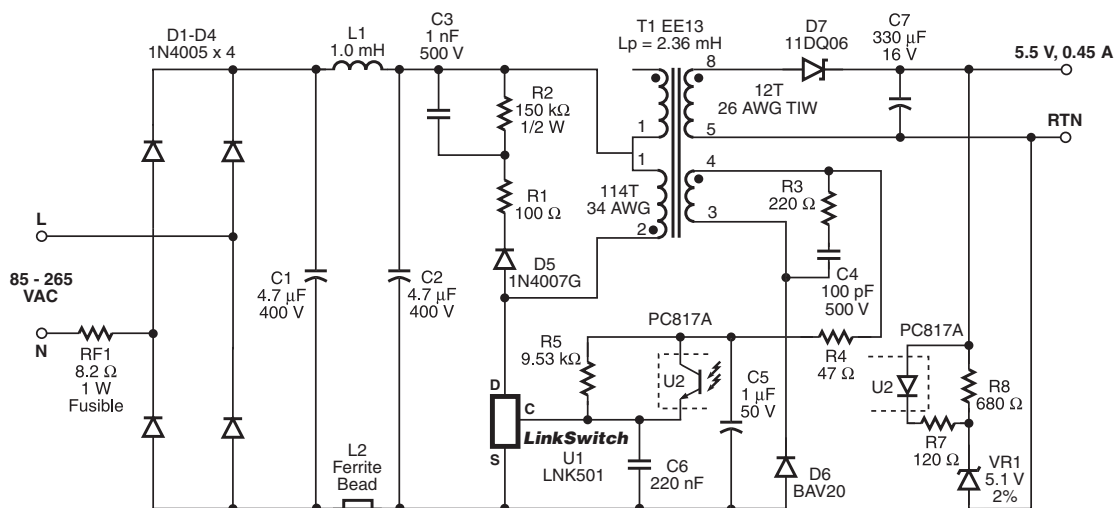 D1-D4
1N4005 x 4
L1
1.0 mH
C3
1 nF
500 V
T1 EE13
Lp = 2.36 mH
D7
11DQ06
C7
330 μF
16 V
5.5 V, 0.45 A
8
R2
150 kΩ
1/2 W
12T
26 AWG TIW
RTN
1
5
1
4
R1
100 Ω
114T
34 AWG
R3
220 Ω
3
2
L
D5
1N4007G
C4
100 pF
500 V
85 - 265
VAC
C1
4.7 μF
400 V
C2
4.7 μF
400 V
N
RF1
8.2 Ω
1 W
Fusible
PC817A
PC817A
R5
9.53 kΩ
R4
47 Ω
U2
U2
C5
1 μF
50 V
R8
680 Ω
D
C
S
LinkSwitch
U1
LNK501
R7
120 Ω
L2
Ferrite
Bead
C6
220 nF
D6
BAV20
VR1
5.1 V
2%